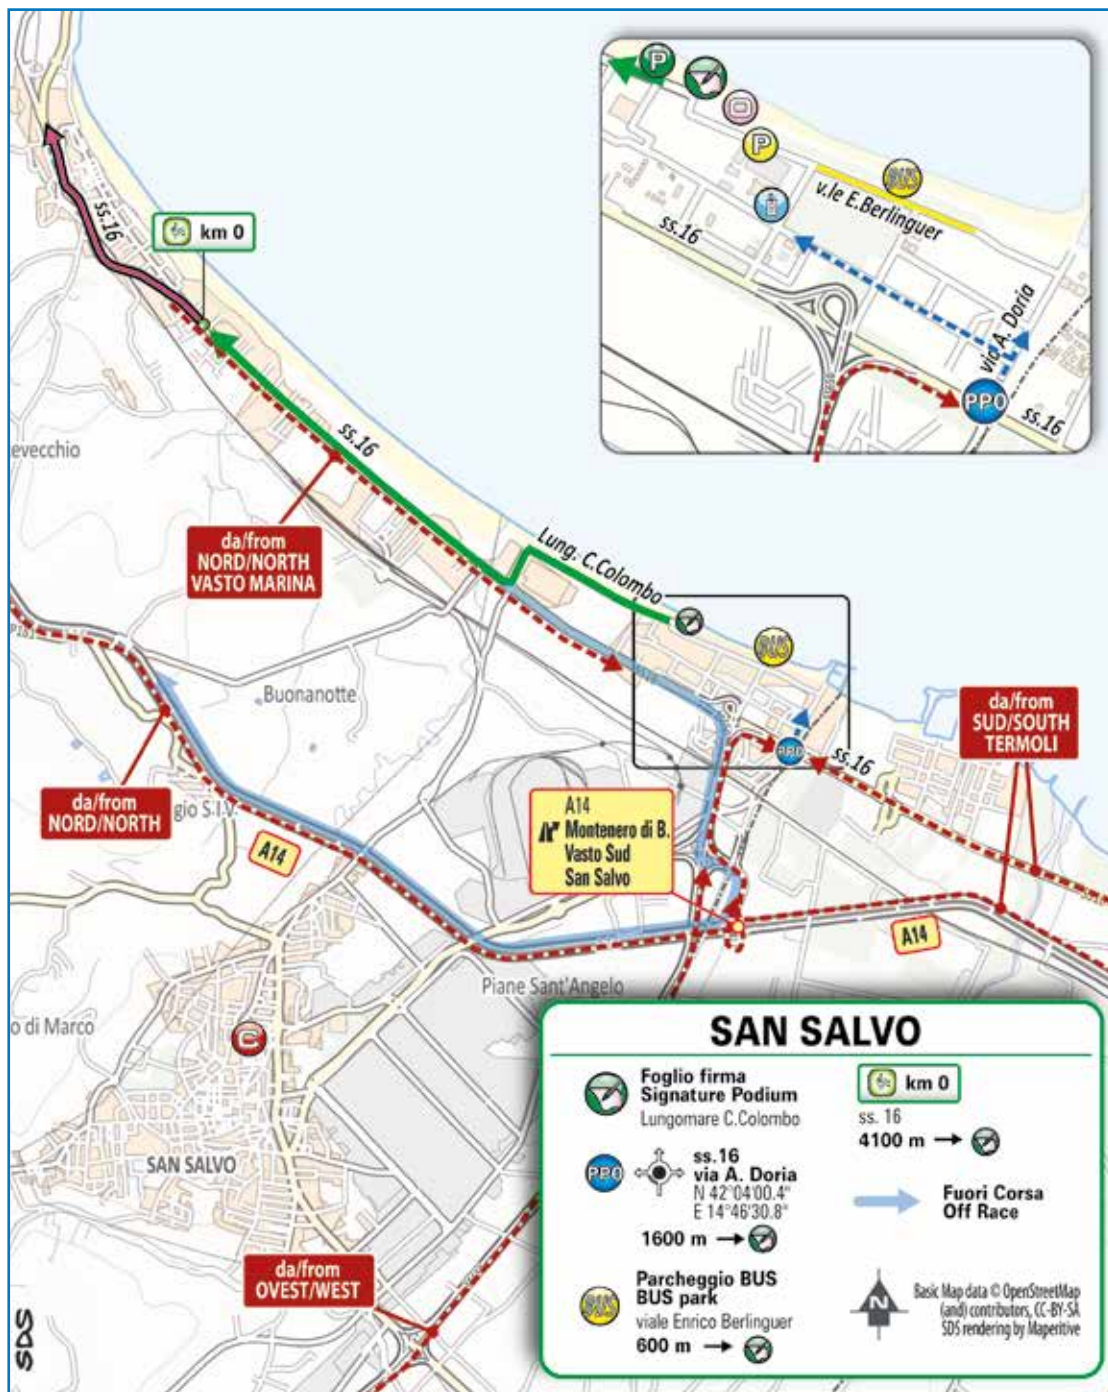 P
P
BUS
v.le E.Berlinguer
ss.16
via A. Doria
PPO
ss.16
ss.16
km 0
ss.16
evecchio
da/from
NORD/NORTH
VASTO MARINA
Lung. C.Colombo
BUS
Buonanotte
da/from
SUD/SOUTH
TERMOLI
PPO
ss.16
da/from
NORD/NORTH
gio S.I.V.
A14
A14
Montenero di B.
Vasto Sud
San Salvo
A14
Piane Sant'Angelo
o di Marco
C
SAN SALVO
da/from
OVEST/WEST
SDS
SAN SALVO
Foglio firma
Signature Podium
Lungomare C.Colombo
km 0
ss. 16
4100 m
PPO
ss.16
via A. Doria
N 42°04'00.4"
E 14°46'30.8"
1600 m
Fuori Corsa
Off Race
BUS
Parcheggio BUS
BUS park
viale Enrico Berlinguer
600 m
N
Basic Map data © OpenStreetMap
(and) contributors, CC-BY-SA
SDS rendering by Maperitive